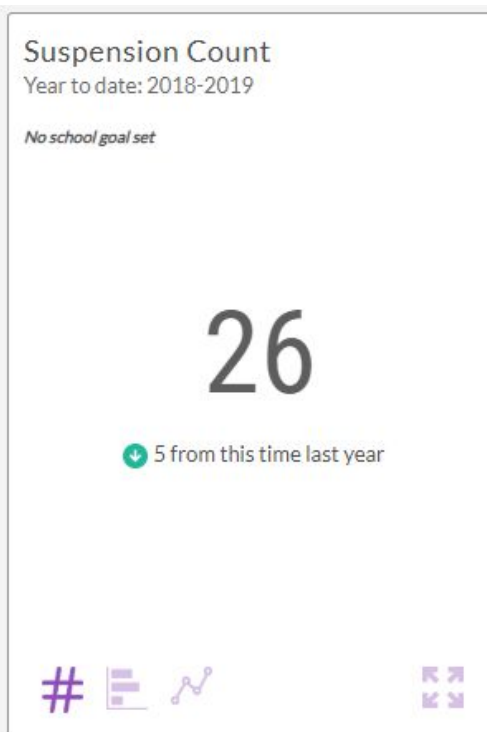 Suspension Count
Year to date: 2018-2019
No school goal set
26
5 from this time last year
#